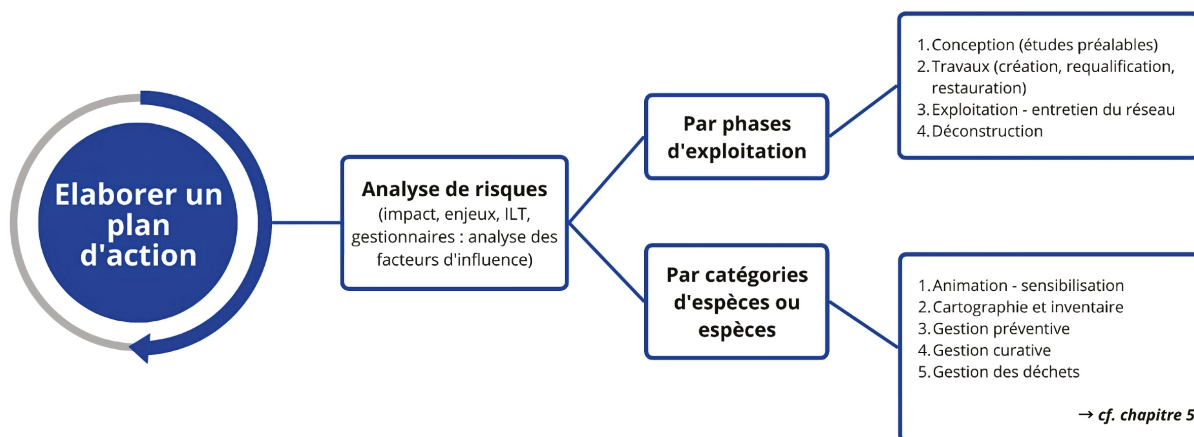 Elaborer un
plan
d'action
Analyse de risques
(impact, enjeux, ILT,
gestionnaires : analyse des
facteurs d'influence)
Par phases
d'exploitation
1. Conception (études préalables)
2. Travaux (création, requalification,
restauration)
3. Exploitation - entretien du réseau
4. Déconstruction
Par catégories
d'espèces ou
espèces
1. Animation - sensibilisation
2. Cartographie et inventaire
3. Gestion préventive
4. Gestion curative
5. Gestion des déchets
→ cf. chapitre 5